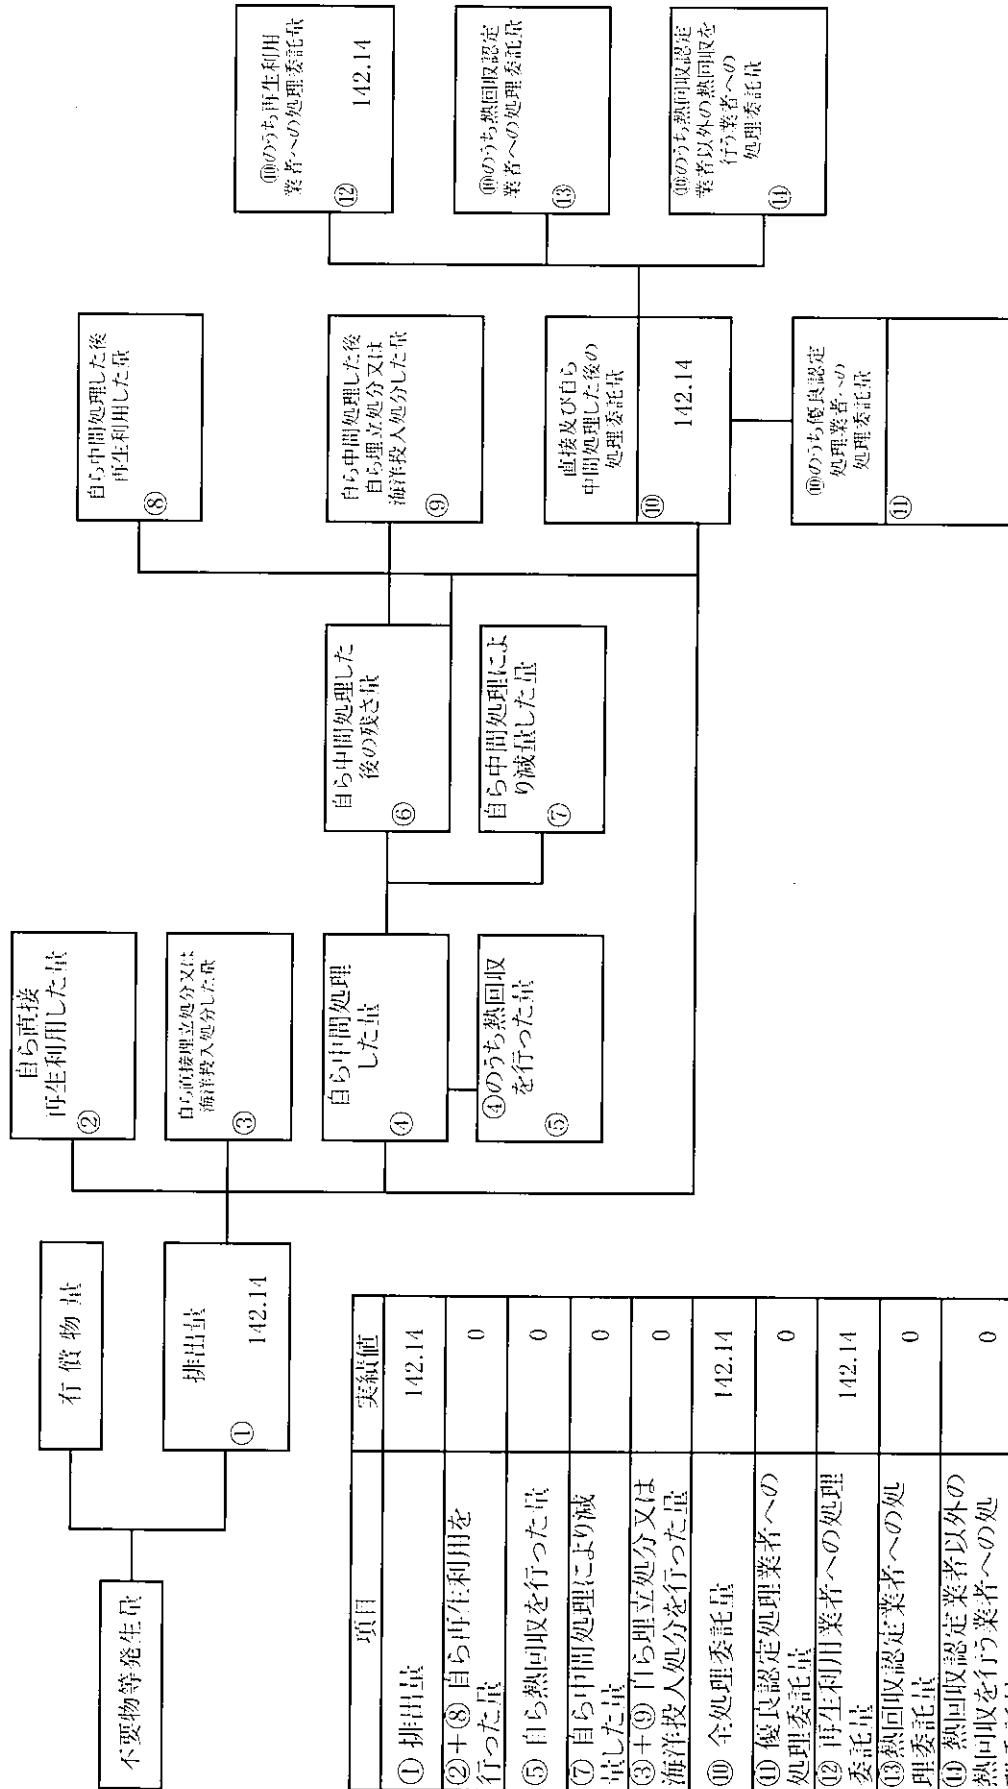 不要物等発生量
有 償 物 量
排出量
①
142.14
自ら直接
再生利用した量
②
自ら直接埋立処分又は
海洋投入処分した量
③
自ら中間処理
した量
④
④のうち熱回収
を行った量
⑤
自ら中間処理した
後の残さ量
⑥
自ら中間処理によ
り減量した量
⑦
自ら中間処理した後
再生利用した量
⑧
自ら中間処理した後
自ら埋立処分又は
海洋投入処分した量
⑨
直接及び自ら
中間処理した後の
処理委託量
⑩
142.14
⑩のうち優良認定
処理業者への
処理委託量
⑪
⑩のうち再生利用
業者への処理委託量
⑫
142.14
⑩のうち熱回収認定
業者への処理委託量
⑬
⑩のうち熱回収認定
業者以外の熱回収を
行う業者への
処理委託量
⑭
項目 実績値
① 排出量 142.14
②+⑧ 自ら再生利用を
行った量 0
⑤ 自ら熱回収を行った量 0
⑦ 自ら中間処理により減
量した量 0
③+⑨ 自ら埋立処分又は
海洋投入処分を行った量 0
⑩ 全処理委託量 142.14
⑪ 優良認定処理業者への
処理委託量 0
⑫ 再生利用業者への処理
委託量 142.14
⑬熱回収認定業者への処
理委託量 0
⑭ 熱回収認定業者以外の
熱回収を行う業者への処 0